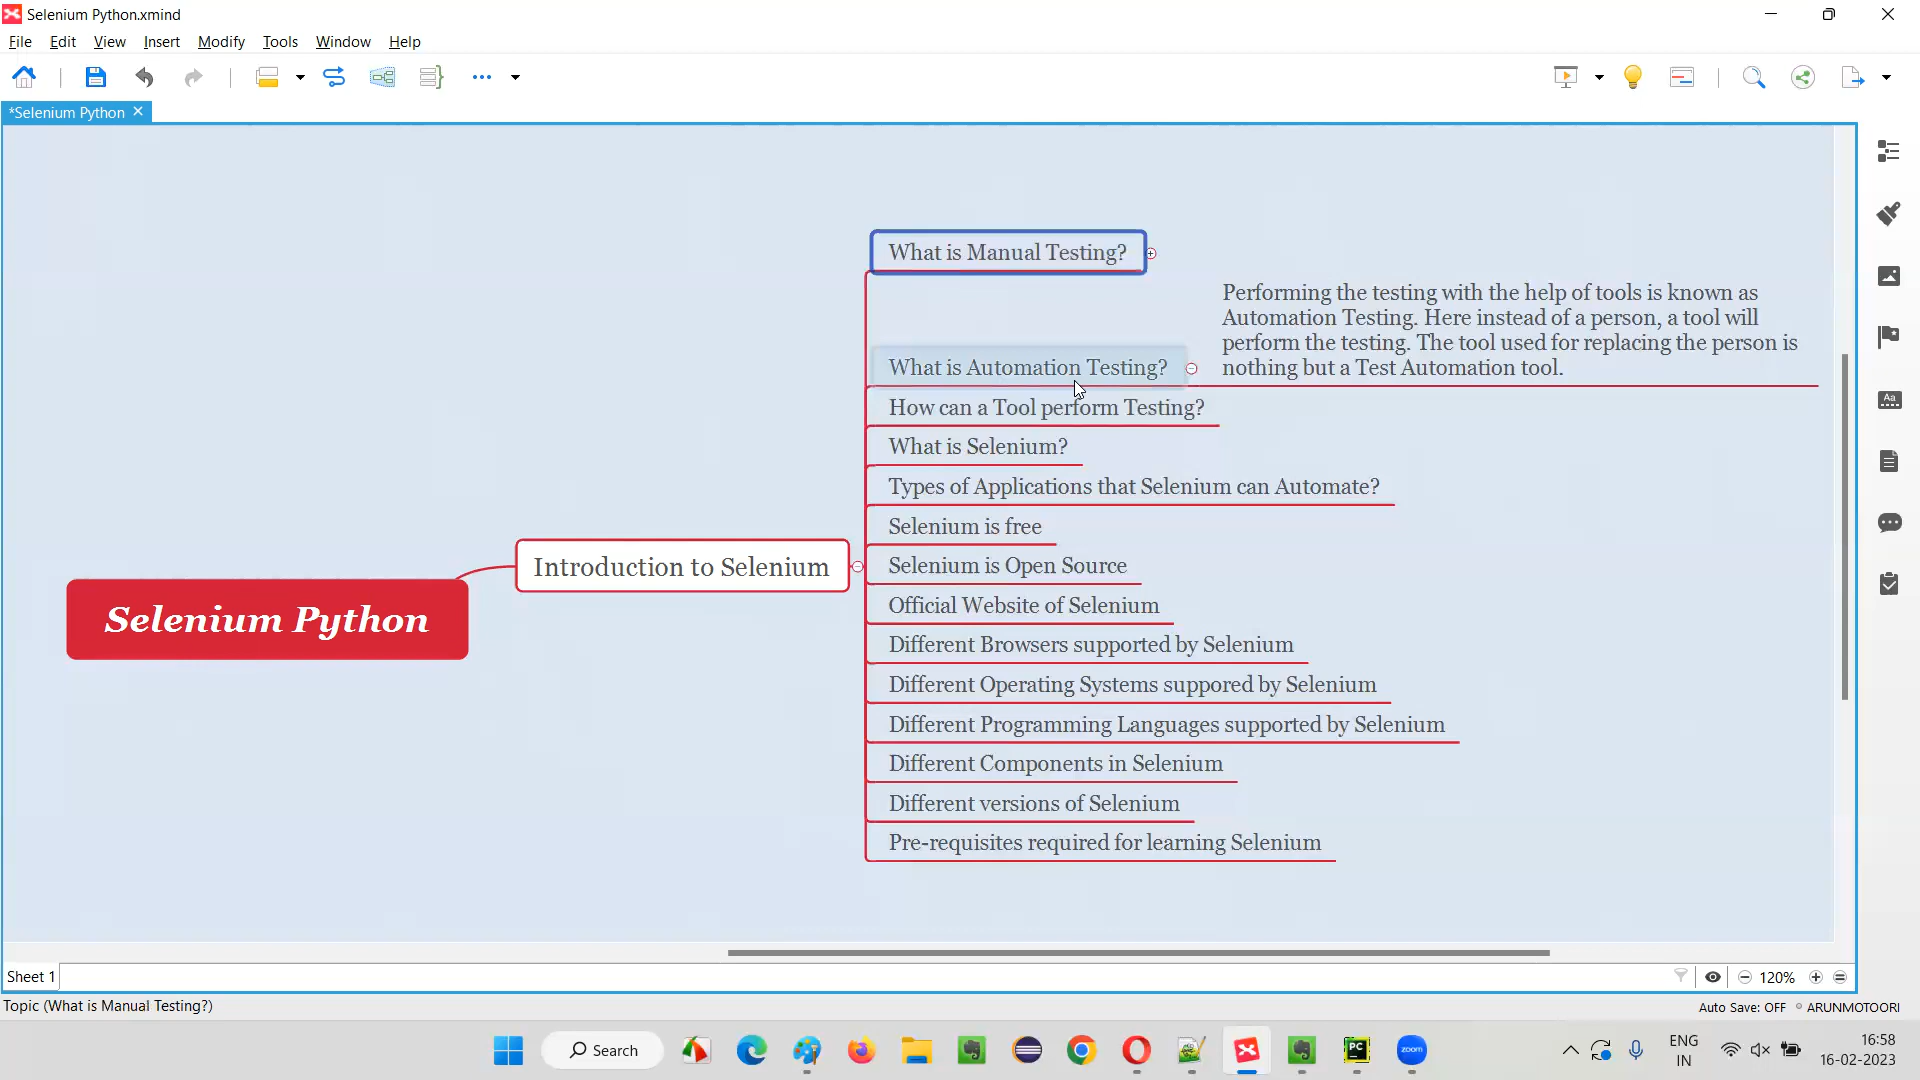 Selenium Python.xmind
File Edit View Insert Modify Tools Window Help
*Selenium Python
What is Manual Testing?
Performing the testing with the help of tools is known as
Automation Testing. Here instead of a person, a tool will
perform the testing. The tool used for replacing the person is
nothing but a Test Automation tool.
What is Automation Testing?
How can a Tool perform Testing?
What is Selenium?
Types of Applications that Selenium can Automate?
Selenium is free
Introduction to Selenium
Selenium is Open Source
Selenium Python
Official Website of Selenium
Different Browsers supported by Selenium
Different Operating Systems suppored by Selenium
Different Programming Languages supported by Selenium
Different Components in Selenium
Different versions of Selenium
Pre-requisites required for learning Selenium
Aa
Sheet 1
120%
Topic (What is Manual Testing?)
Auto Save: OFF
ARUNMOTOORI
Search
PC
zoom
ENG
IN
16:58
16-02-2023